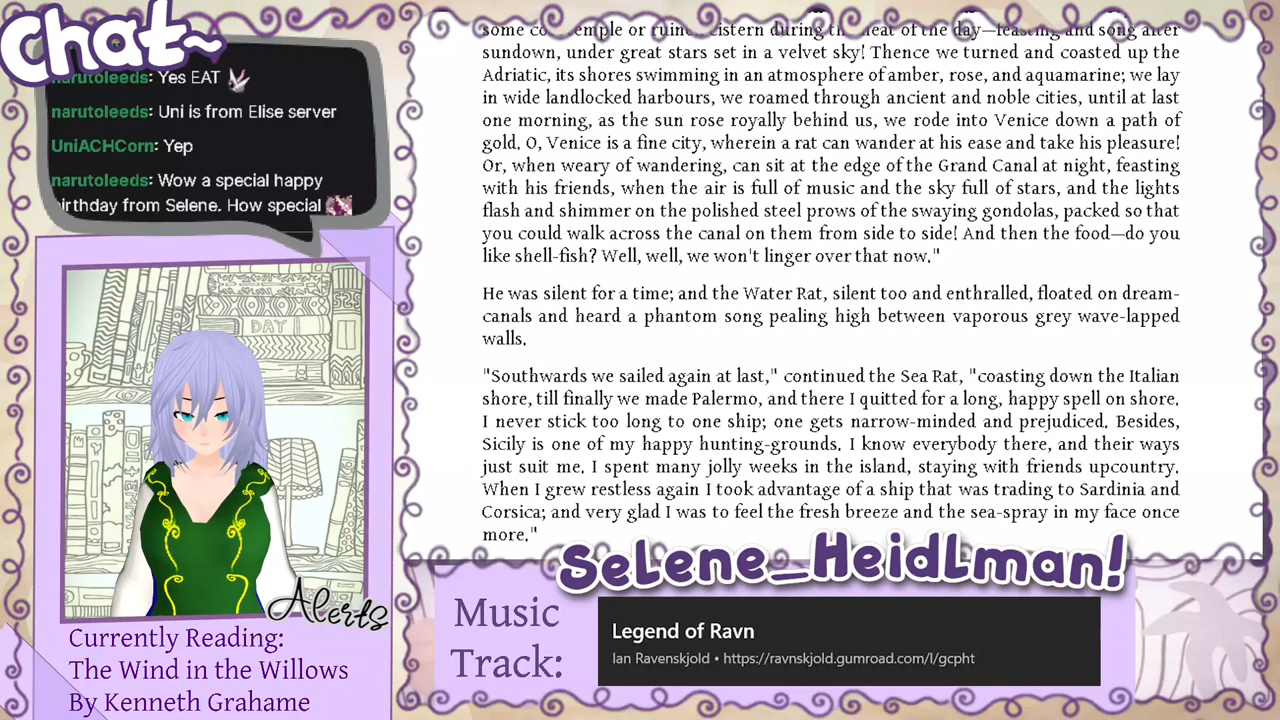 Chat~
narutoleeds: Yes EAT
narutoleeds: Uni is from Elise server
UniACHCorn: Yep
narutoleeds: Wow a special happy
birthday from Selene. How special
DAY
Alerts
Currently Reading:
The Wind in the Willows
By Kenneth Grahame
some temple or ruined cistern during the heat of the day—feasting and song after
sundown, under great stars set in a velvet sky! Thence we turned and coasted up the
Adriatic, its shores swimming in an atmosphere of amber, rose, and aquamarine; we lay
in wide landlocked harbours, we roamed through ancient and noble cities, until at last
one morning, as the sun rose royally behind us, we rode into Venice down a path of
gold. O, Venice is a fine city, wherein a rat can wander at his ease and take his pleasure!
Or, when weary of wandering, can sit at the edge of the Grand Canal at night, feasting
with his friends, when the air is full of music and the sky full of stars, and the lights
flash and shimmer on the polished steel prows of the swaying gondolas, packed so that
you could walk across the canal on them from side to side! And then the food—do you
like shell-fish? Well, well, we won't linger over that now."
He was silent for a time; and the Water Rat, silent too and enthralled, floated on dream-
canals and heard a phantom song pealing high between vaporous grey wave-lapped
walls.
"Southwards we sailed again at last," continued the Sea Rat, "coasting down the Italian
shore, till finally we made Palermo, and there I quitted for a long, happy spell on shore.
I never stick too long to one ship; one gets narrow-minded and prejudiced. Besides,
Sicily is one of my happy hunting-grounds. I know everybody there, and their ways
just suit me. I spent many jolly weeks in the island, staying with friends upcountry.
When I grew restless again I took advantage of a ship that was trading to Sardinia and
Corsica; and very glad I was to feel the fresh breeze and the sea-spray in my face once
more."
Selene_Heidlman!
Music
Track:
Legend of Ravn
Ian Ravenskjold • https://ravnskjold.gumroad.com/l/gcpht